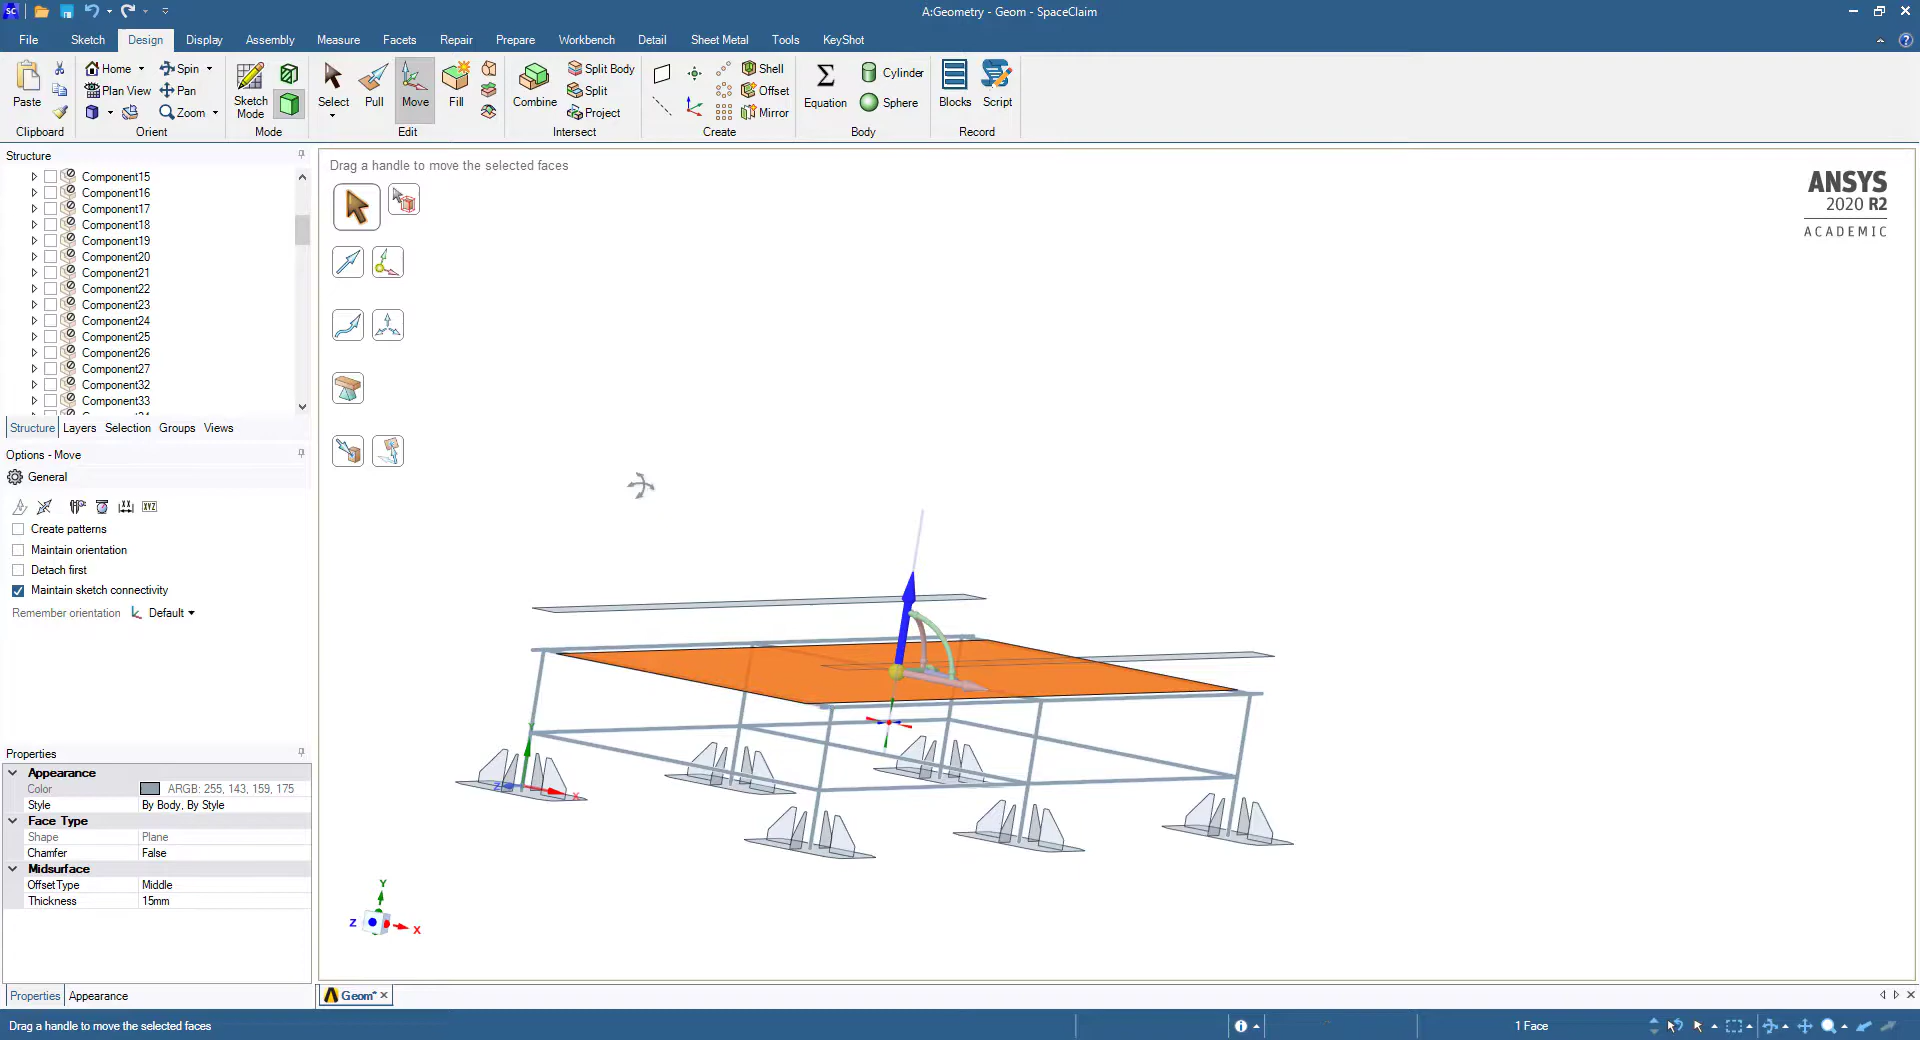 A:Geometry - Geom - SpaceClaim
File Sketch Design Display Assembly Measure Facets Repair Prepare Workbench Detail Sheet Metal Tools KeyShot
Paste
Clipboard
Home Spin
Plan View Pan
Zoom
Orient
Sketch Mode
Mode
Select Pull Move Fill
Edit
Combine
Split Body
Split
Project
Intersect
Shell
Offset
Mirror
Create
Equation
Cylinder
Sphere
Body
Blocks Script
Record
Structure
Component15
Component16
Component17
Component18
Component19
Component20
Component21
Component22
Component23
Component24
Component25
Component26
Component27
Component32
Component33
Structure Layers Selection Groups Views
Options - Move
General
XYZ
Create patterns
Maintain orientation
Detach first
Maintain sketch connectivity
Remember orientation Default
Properties
Appearance
Color ARGB: 255, 143, 159, 175
Style By Body, By Style
Face Type
Shape Plane
Chamfer False
Midsurface
OffsetType Middle
Thickness 15mm
Properties Appearance
Drag a handle to move the selected faces
ANSYS
2020 R2
ACADEMIC
Y
Z
X
Y
Z
X
Geom*
Drag a handle to move the selected faces
1 Face